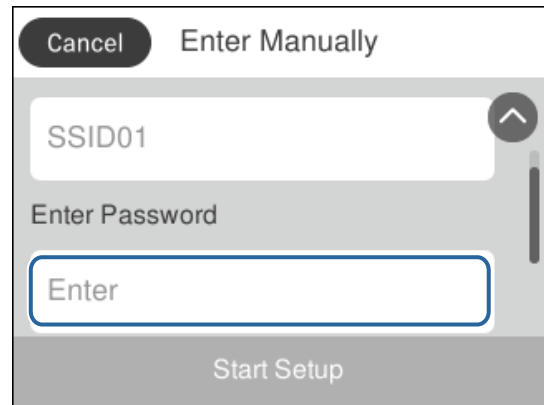 Cancel Enter Manually
SSID01
Enter Password
Enter
Start Setup